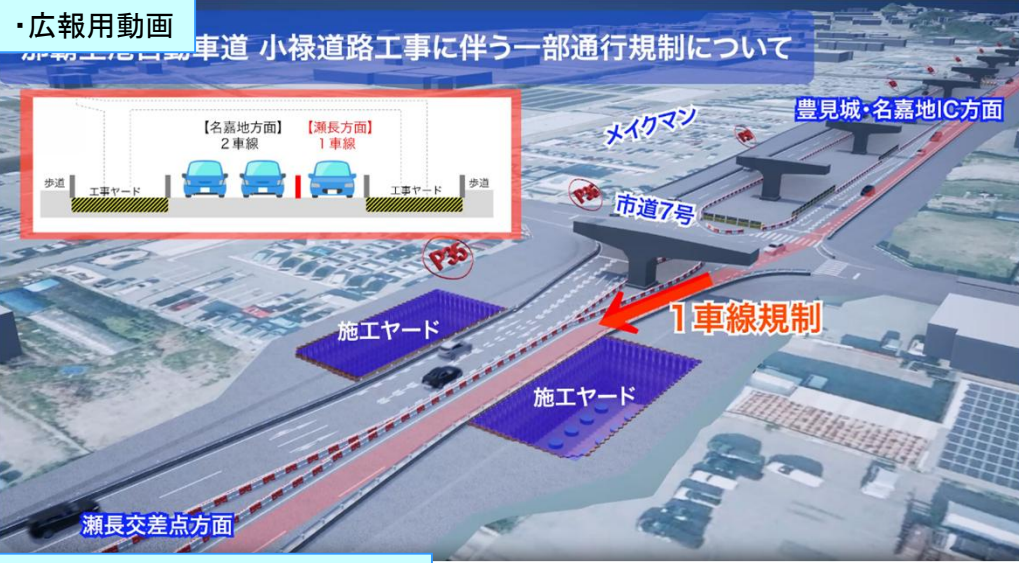 ・広報用動画
自動車道 小禄道路工事に伴う一部通行規制について
【名嘉地方面】
2車線
【瀬長方面】
1車線
歩道
工事ヤード
工事ヤード
歩道
メイクマン
豊見城・名嘉地IC方面
市道7号
P36
P35
1車線規制
施工ヤード
施工ヤード
瀬長交差点方面